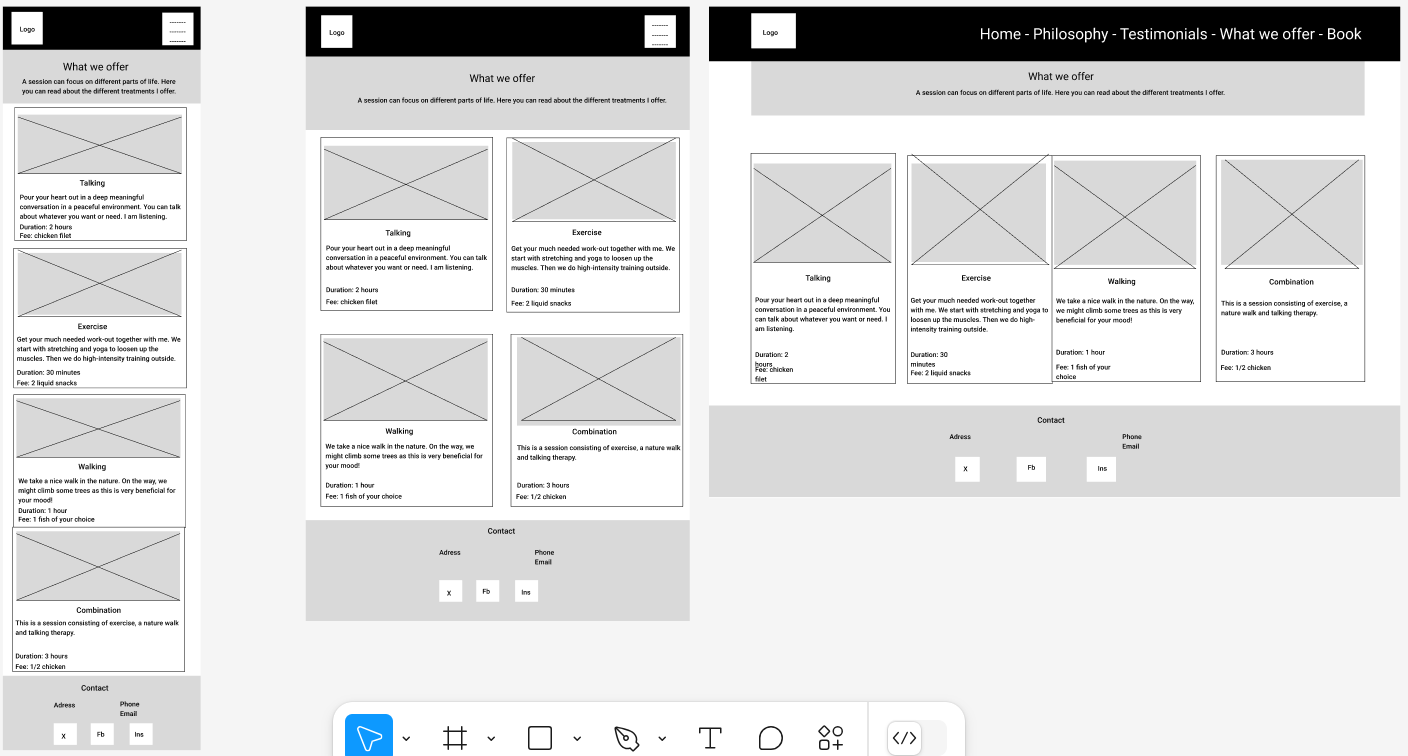 Logo
-------
-------
-------
What we offer
A session can focus on different parts of life. Here
you can read about the different treatments I offer.
Talking
Pour your heart out in a deep meaningful
conversation in a peaceful environment. You can talk
about whatever you want or need. I am listening.
Duration: 2 hours
Fee: chicken filet
Exercise
Get your much needed work-out together with me. We
start with stretching and yoga to loosen up the
muscles. Then we do high-intensity training outside.
Duration: 30 minutes
Fee: 2 liquid snacks
Walking
We take a nice walk in the nature. On the way, we
might climb some trees as this is very beneficial for
your mood!
Duration: 1 hour
Fee: 1 fish of your choice
Combination
This is a session consisting of exercise, a nature walk
and talking therapy.
Duration: 3 hours
Fee: 1/2 chicken
Contact
Adress
Phone
Email
X
Fb
Ins
Logo
-------
-------
-------
What we offer
A session can focus on different parts of life. Here you can read about the different treatments I offer.
Talking
Pour your heart out in a deep meaningful
conversation in a peaceful environment. You can talk
about whatever you want or need. I am listening.
Duration: 2 hours
Fee: chicken filet
Exercise
Get your much needed work-out together with me. We
start with stretching and yoga to loosen up the
muscles. Then we do high-intensity training outside.
Duration: 30 minutes
Fee: 2 liquid snacks
Walking
We take a nice walk in the nature. On the way, we
might climb some trees as this is very beneficial for
your mood!
Duration: 1 hour
Fee: 1 fish of your choice
Combination
This is a session consisting of exercise, a nature walk
and talking therapy.
Duration: 3 hours
Fee: 1/2 chicken
Contact
Adress
Phone
Email
X
Fb
Ins
Logo
Home - Philosophy - Testimonials - What we offer - Book
What we offer
A session can focus on different parts of life. Here you can read about the different treatments I offer.
Talking
Pour your heart out in a deep meaningful
conversation in a peaceful environment. You
can talk about whatever you want or need. I
am listening.
Duration: 2
hours
Fee: chicken
filet
Exercise
Get your much needed work-out together
with me. We start with stretching and yoga to
loosen up the muscles. Then we do high-
intensity training outside.
Duration: 30
minutes
Fee: 2 liquid snacks
Walking
We take a nice walk in the nature. On the way,
we might climb some trees as this is very
beneficial for your mood!
Duration: 1 hour
Fee: 1 fish of your
choice
Combination
This is a session consisting of exercise, a
nature walk and talking therapy.
Duration: 3 hours
Fee: 1/2 chicken
Contact
Adress
Phone
Email
X
Fb
Ins